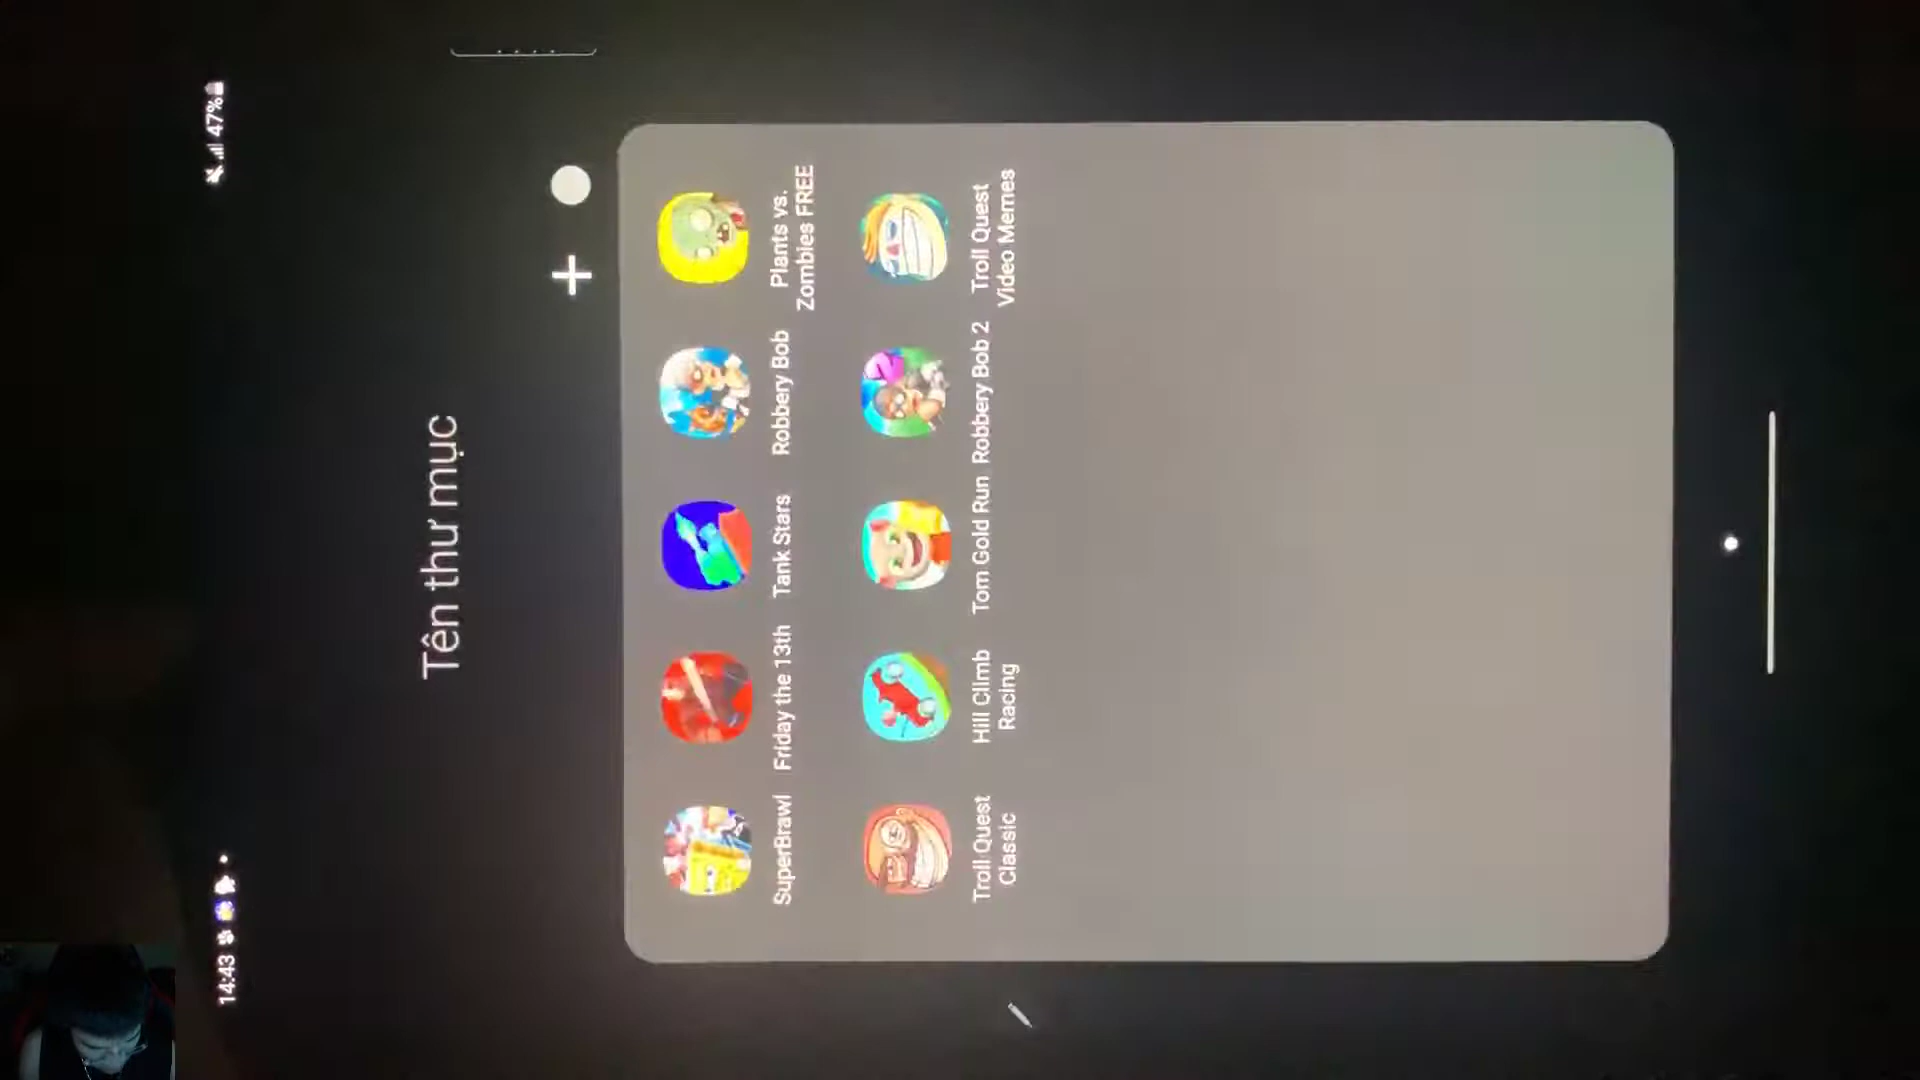 14:43
47%
Tên thư mục
SuperBrawl
Friday the 13th
Tank Stars
Robbery Bob
Plants vs.
Zombies FREE
Troll Quest
Classic
Hill Climb
Racing
Tom Gold Run
Robbery Bob 2
Troll Quest
Video Memes